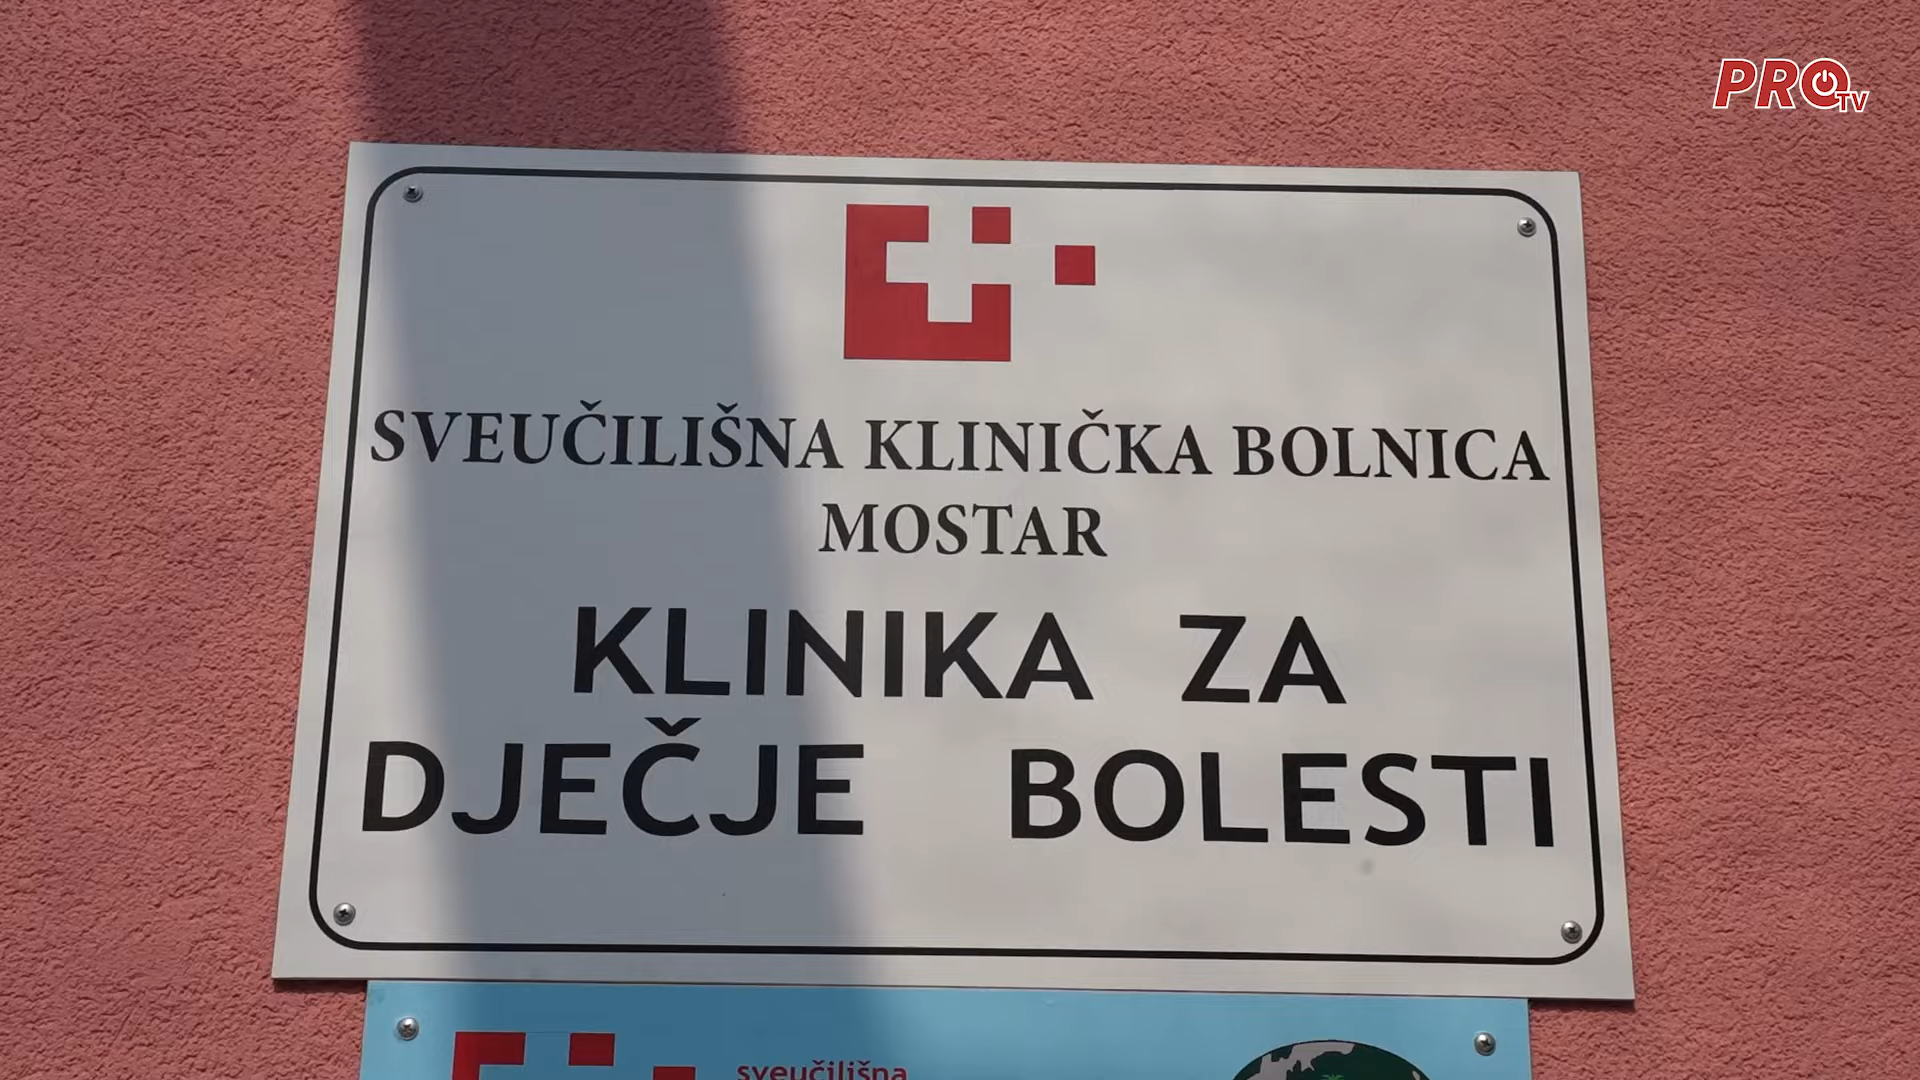 PRO TV
SVEUČILIŠNA KLINIČKA BOLNICA
MOSTAR
KLINIKA ZA
DJEČJE BOLESTI
sveučilišna